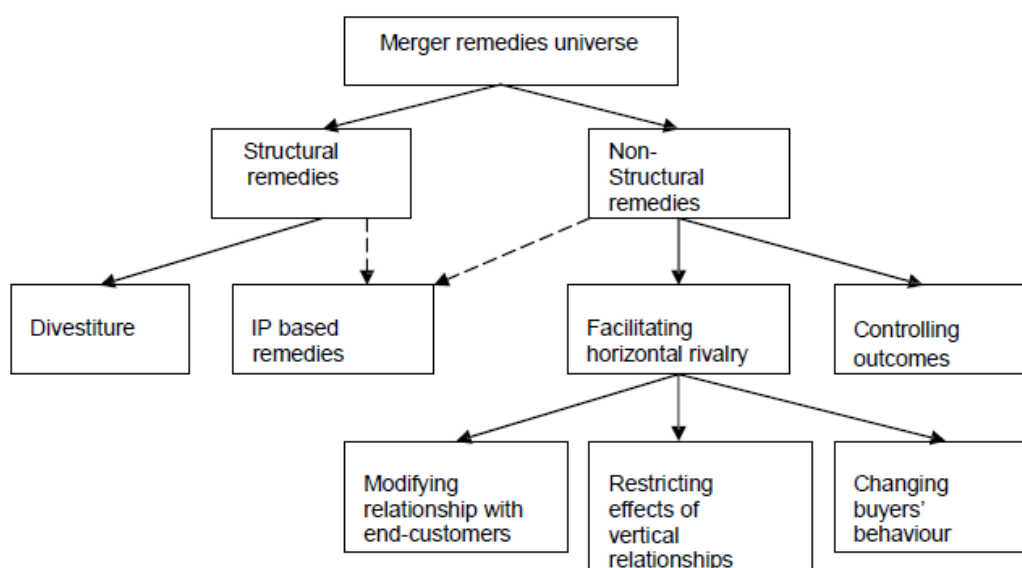 Merger remedies universe
Structural
remedies
Non-
Structural
remedies
Divestiture
IP based
remedies
Facilitating
horizontal rivalry
Controlling
outcomes
Modifying
relationship with
end-customers
Restricting
effects of
vertical
relationships
Changing
buyers’
behaviour